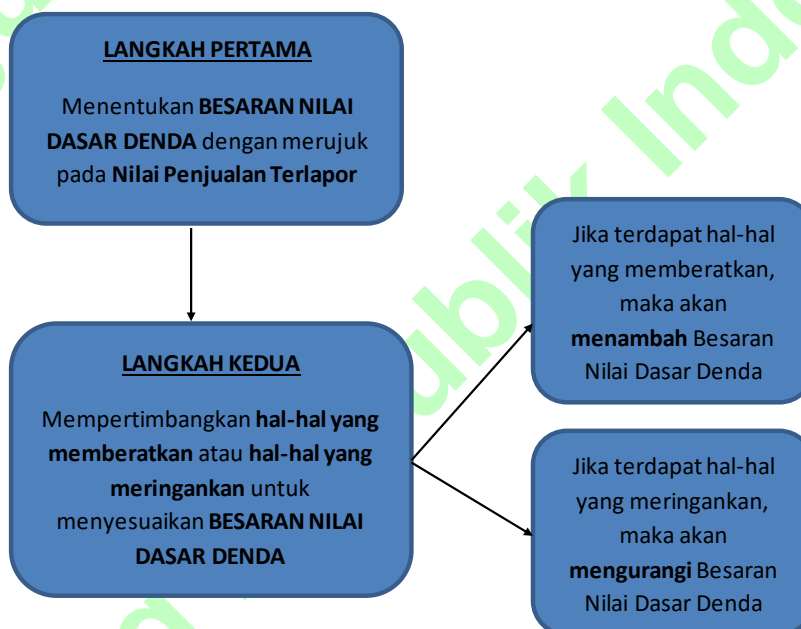 LANGKAH PERTAMA
Menentukan BESARAN NILAI
DASAR DENDA dengan merujuk
pada Nilai Penjualan Terlapor
LANGKAH KEDUA
Mempertimbangkan hal-hal yang
memberatkan atau hal-hal yang
meringankan untuk
menyesuaikan BESARAN NILAI
DASAR DENDA
Jika terdapat hal-hal
yang memberatkan,
maka akan
menambah Besaran
Nilai Dasar Denda
Jika terdapat hal-hal
yang meringankan,
maka akan
mengurangi Besaran
Nilai Dasar Denda